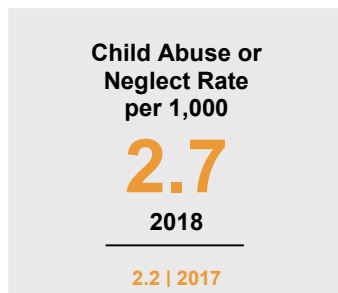 Child Abuse or
Neglect Rate
per 1,000
2.7
2018
2.2 | 2017